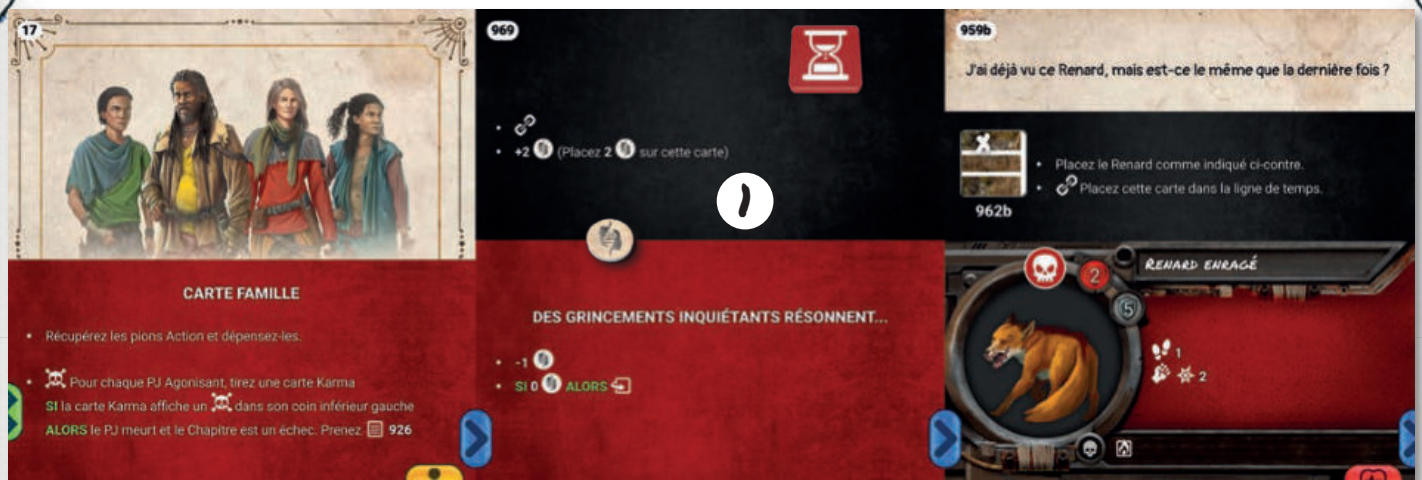 17
CARTE FAMILLE
• Récupérez les pions Action et dépensez-les.
• Pour chaque PJ Agonisant, tirez une carte Karma
SI la carte Karma affiche un dans son coin inférieur gauche
ALORS le PJ meurt et le Chapitre est un échec. Prenez 926
969
•
• +2 (Placez 2 sur cette carte)
1
DES GRINCEMENTS INQUIÉTANTS RÉSONNENT...
• -1
• SI 0 ALORS
959b
J'ai déjà vu ce Renard, mais est-ce le même que la dernière fois ?
• Placez le Renard comme indiqué ci-contre.
• Placez cette carte dans la ligne de temps.
962b
RENARD ENRAGÉ
2
5
1
2